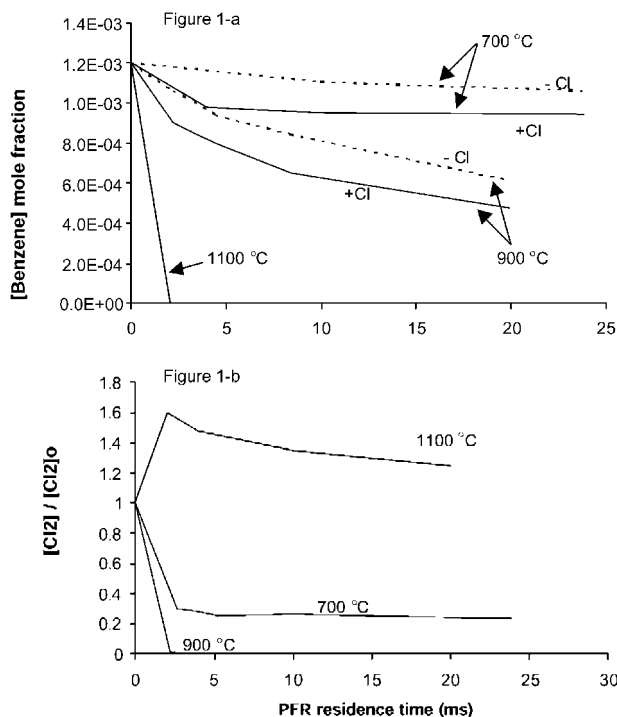 Figure 1-a
[Benzene] mole fraction
1.4E-03
1.2E-03
1.0E-03
8.0E-04
6.0E-04
4.0E-04
2.0E-04
0.0E+00
700 °C
- Cl
+Cl
- Cl
+Cl
900 °C
1100 °C
0 5 10 15 20 25
Figure 1-b
[Cl2] / [Cl2]o
1.8
1.6
1.4
1.2
1
0.8
0.6
0.4
0.2
0
1100 °C
700 °C
900 °C
0 5 10 15 20 25 30
PFR residence time (ms)